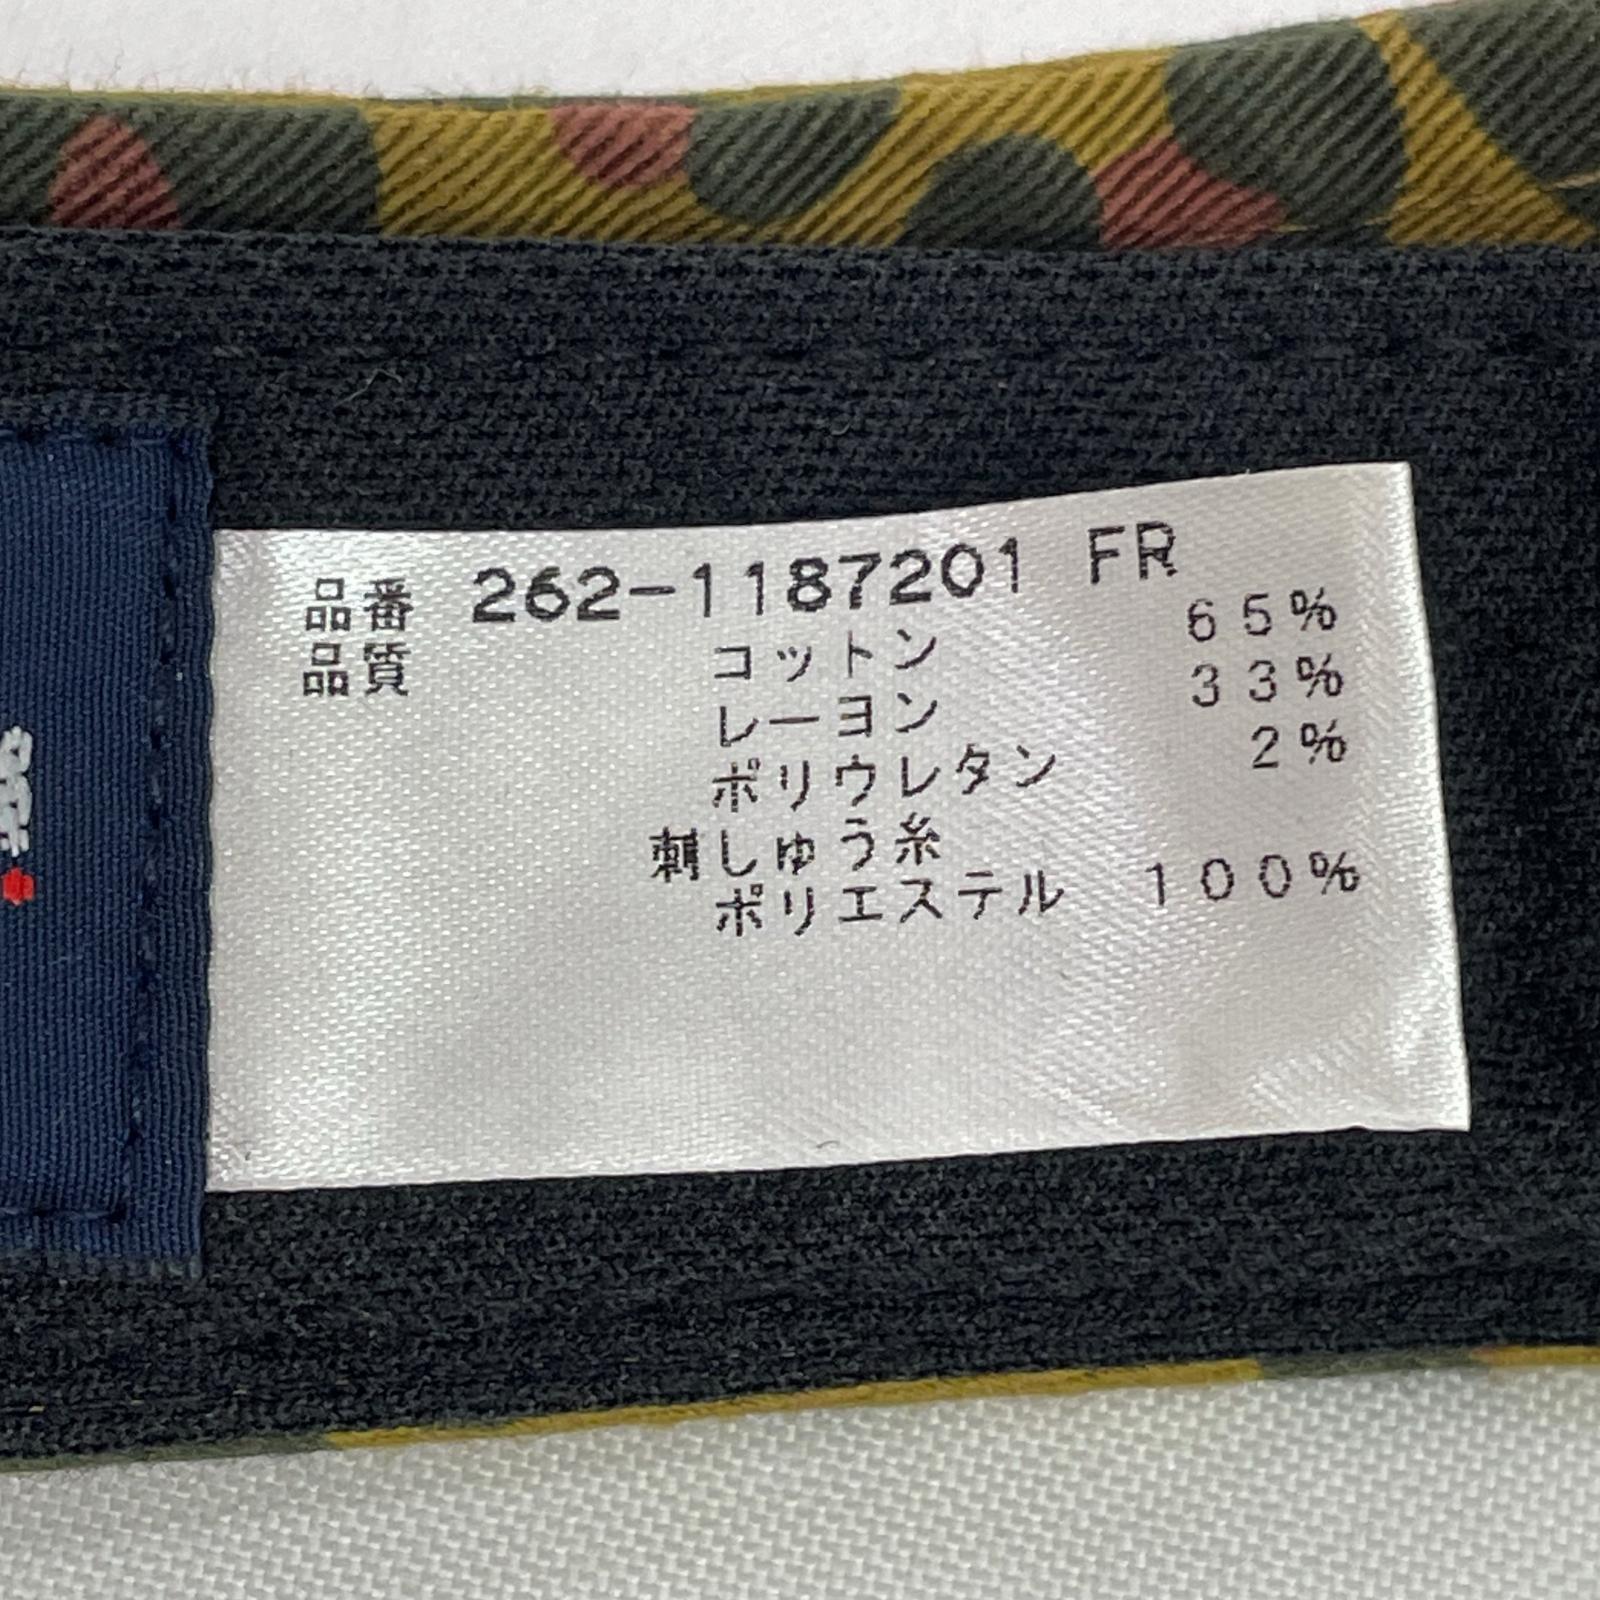 品番 262-1187201 FR
品質 コットン 65%
レーヨン 33%
ポリウレタン 2%
刺しゅう糸
ポリエステル 100%